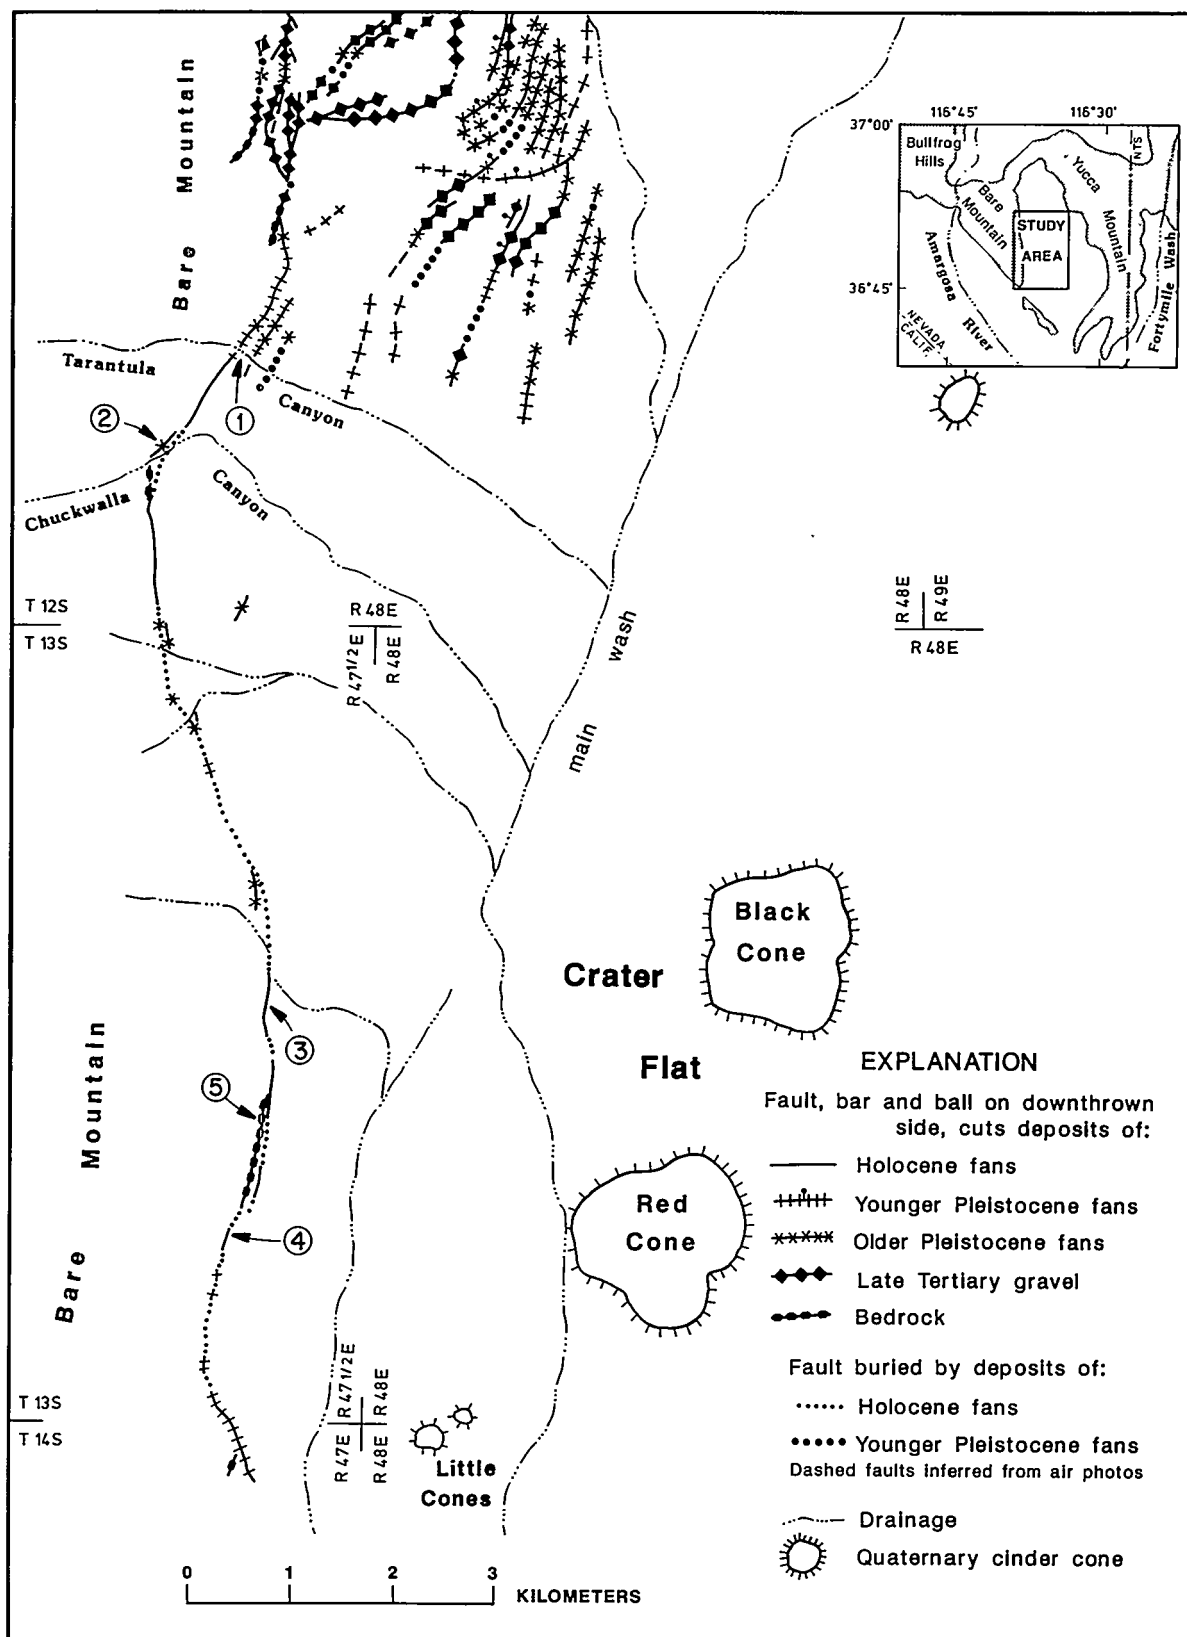 Bare Mountain
116°45'
116°30'
37°00'
36°45'
Bullfrog
Hills
Bare
Mountain
Yucca
Mountain
NTS
STUDY
AREA
Amargosa
River
Fortymile Wash
NEVADA
CALIF.
Tarantula
Canyon
1
2
Chuckwalla
Canyon
T 12S
T 13S
R 48E
R 47 1/2 E
R 48E
R 48E
R 49E
R 48E
main wash
Black
Cone
Crater
Flat
3
5
4
Bare Mountain
Red
Cone
T 13S
T 14S
R 47 1/2 E
R 48E
R 47E
R 48E
Little
Cones
EXPLANATION
Fault, bar and ball on downthrown
side, cuts deposits of:
Holocene fans
Younger Pleistocene fans
Older Pleistocene fans
Late Tertiary gravel
Bedrock
Fault buried by deposits of:
Holocene fans
Younger Pleistocene fans
Dashed faults inferred from air photos
Drainage
Quaternary cinder cone
0 1 2 3
KILOMETERS